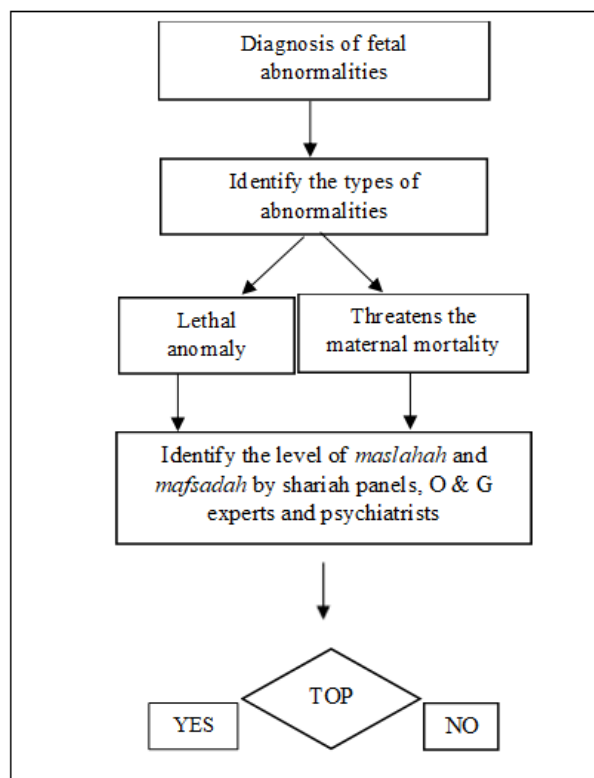 Diagnosis of fetal
abnormalities
Identify the types of
abnormalities
Lethal
anomaly
Threatens the
maternal mortality
Identify the level of maslahah and
mafsadah by shariah panels, O & G
experts and psychiatrists
TOP
YES
NO